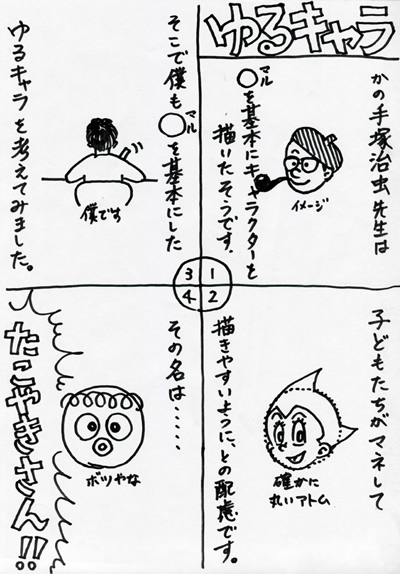 ゆるキャラ
かの手塚治虫先生は
イメージ
マル
○を基本にキャラクターを
描いたそうです.
1
2
3
4
子どもたちがマネして
確かに
丸いアトム
描きやすいように、との配慮です。
マル
そこで僕も○を基本にした
僕です
ゆるキャラを考えてみました。
その名は・・・・・
ボツやな
たこやきさん!!